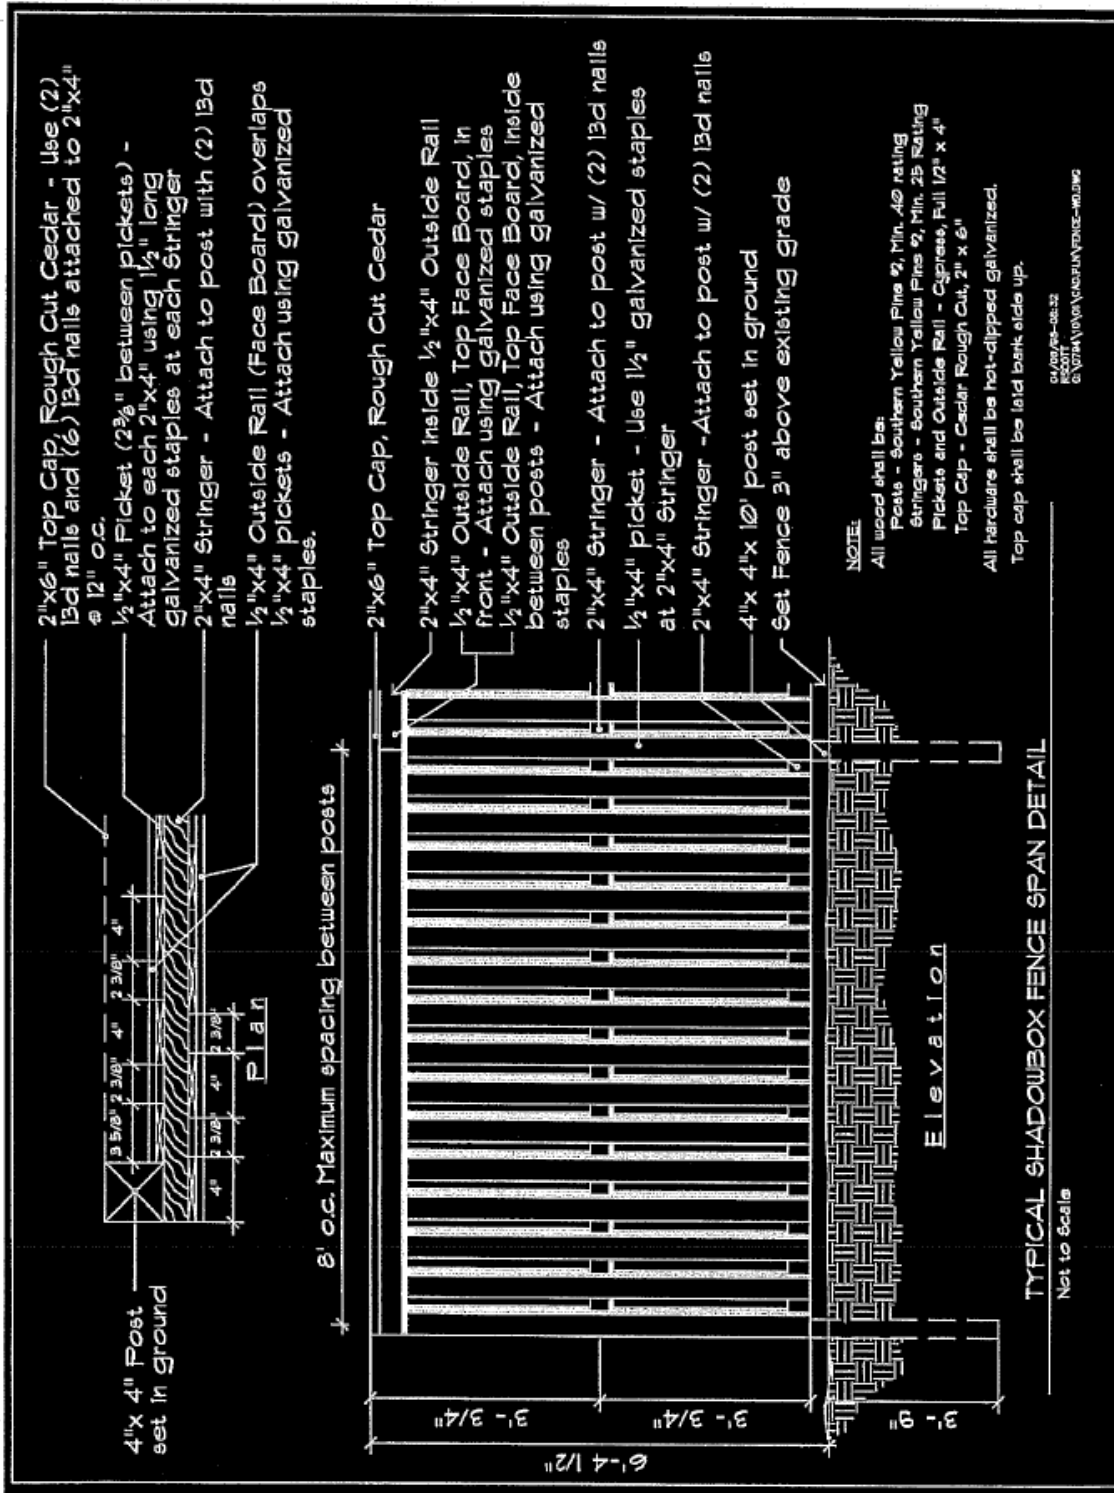 2"x6" Top Cap, Rough Cut Cedar - Use (2)
13d nails and (6) 13d nails attached to 2"x4"
@ 12" o.c.
½"x4" Picket (2⅜" between pickets) -
Attach to each 2"x4" using 1½" long
galvanized staples at each Stringer
2"x4" Stringer - Attach to post with (2) 13d
nails
½"x4" Outside Rail (Face Board) overlaps
½"x4" pickets - Attach using galvanized
staples.
4"x 4" Post
set in ground
3 5/8" 2 3/8" 4" 2 3/8" 4"
4" 2 3/8" 4" 2 3/8"
Plan
8' o.c. Maximum spacing between posts
2"x6" Top Cap, Rough Cut Cedar
2"x4" Stringer inside ½"x4" Outside Rail
½"x4" Outside Rail, Top Face Board, in
front - Attach using galvanized staples
½"x4" Outside Rail, Top Face Board, inside
between posts - Attach using galvanized
staples
2"x4" Stringer - Attach to post w/ (2) 13d nails
½"x4" picket - Use 1½" galvanized staples
at 2"x4" Stringer
2"x4" Stringer -Attach to post w/ (2) 13d nails
4"x 4"x 10' post set in ground
Set Fence 3" above existing grade
3'- 3/4"
3'- 3/4"
6'-4 1/2"
3'- 9"
Elevation
NOTE:
All wood shall be:
Posts - Southern Yellow Pine #2, Min. .40 rating
Stringers - Southern Yellow Pine #2, Min. .25 Rating
Pickets and Outside Rail - Cypress, Full 1/2" x 4"
Top Cap - Cedar Rough Cut, 2" x 6"
All hardware shall be hot-dipped galvanized.
Top cap shall be laid bark side up.
TYPICAL SHADOWBOX FENCE SPAN DETAIL
Not to Scale
RSCOTT